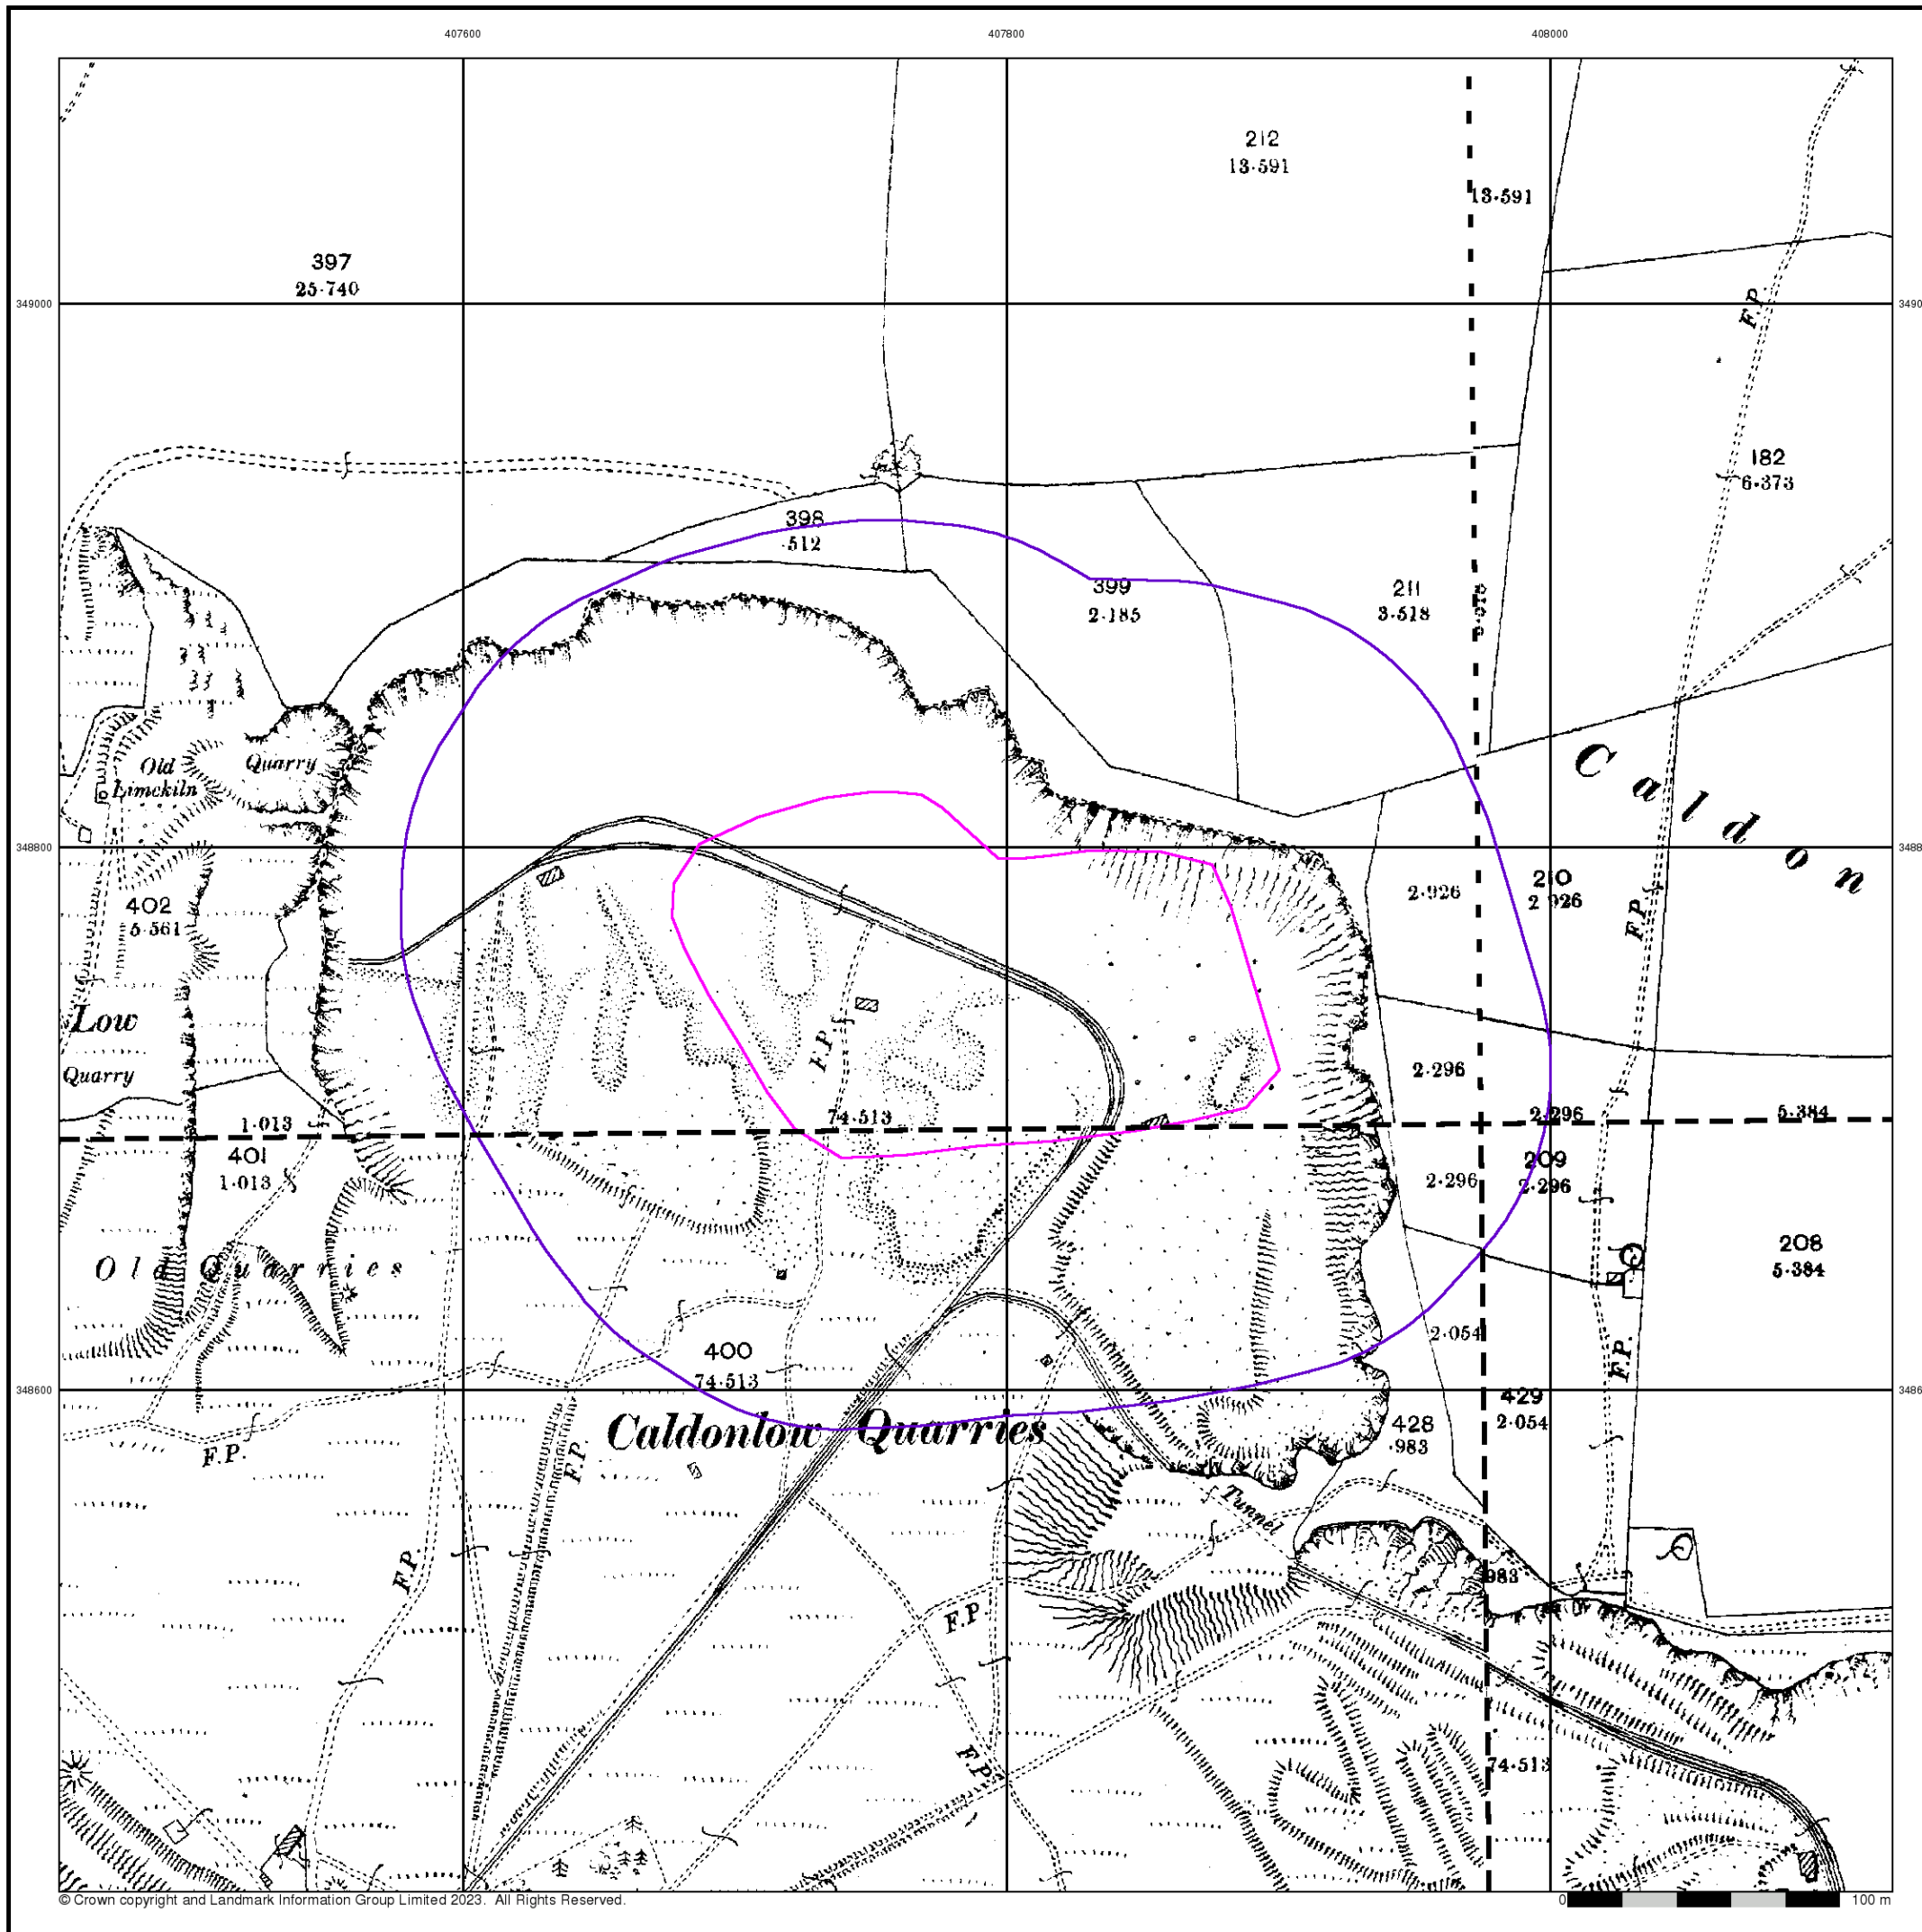 407600
407800
408000
212
13·591
13·591
397
25·740
349000
3490
F.P.
182
6·373
398
·512
399
2·185
211
3·518
Old
Limekiln
Quarry
Caldon
348800
3488
402
5·561
2·926
210
2·926
F.P.
Low
Quarry
F.P.
2·296
1·013
74·513
2·296
5·384
401
1·013
2·296
209
2·296
Old Quarries
208
5·384
400
74·513
2·054
F.P.
348600
3486
Caldonlow Quarries
428
·983
429
2·054
F.P.
F.P.
Tunnel
F.P.
983
F.P.
F.P.
74·513
© Crown copyright and Landmark Information Group Limited 2023. All Rights Reserved.
0
100 m